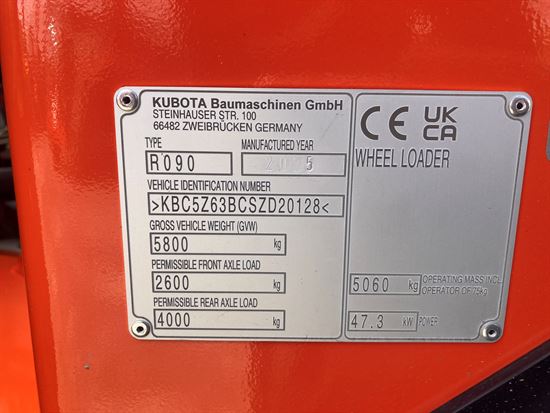 KUBOTA Baumaschinen GmbH
STEINHAUSER STR. 100
66482 ZWEIBRÜCKEN GERMANY
TYPE MANUFACTURED YEAR
R090
VEHICLE IDENTIFICATION NUMBER
>KBC5Z63BCSZD20128<
GROSS VEHICLE WEIGHT (GVW)
5800 kg
PERMISSIBLE FRONT AXLE LOAD
2600 kg
PERMISSIBLE REAR AXLE LOAD
4000 kg
CE UK
CA
WHEEL LOADER
5060 kg OPERATING MASS INCL.
OPERATOR OF 75kg
47.3 kW POWER